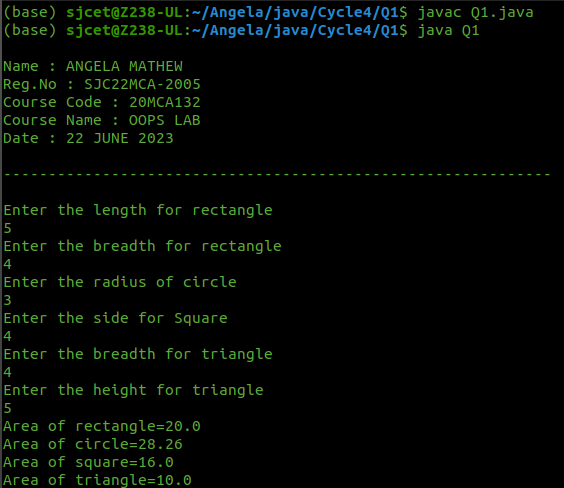 (base) sjcet@Z238-UL:~/Angela/java/Cycle4/Q1$ javac Q1.java
(base) sjcet@Z238-UL:~/Angela/java/Cycle4/Q1$ java Q1
Name : ANGELA MATHEW
Reg.No : SJC22MCA-2005
Course Code : 20MCA132
Course Name : OOPS LAB
Date : 22 JUNE 2023
-------------------------------------------------------------
Enter the length for rectangle
5
Enter the breadth for rectangle
4
Enter the radius of circle
3
Enter the side for Square
4
Enter the breadth for triangle
4
Enter the height for triangle
5
Area of rectangle=20.0
Area of circle=28.26
Area of square=16.0
Area of triangle=10.0